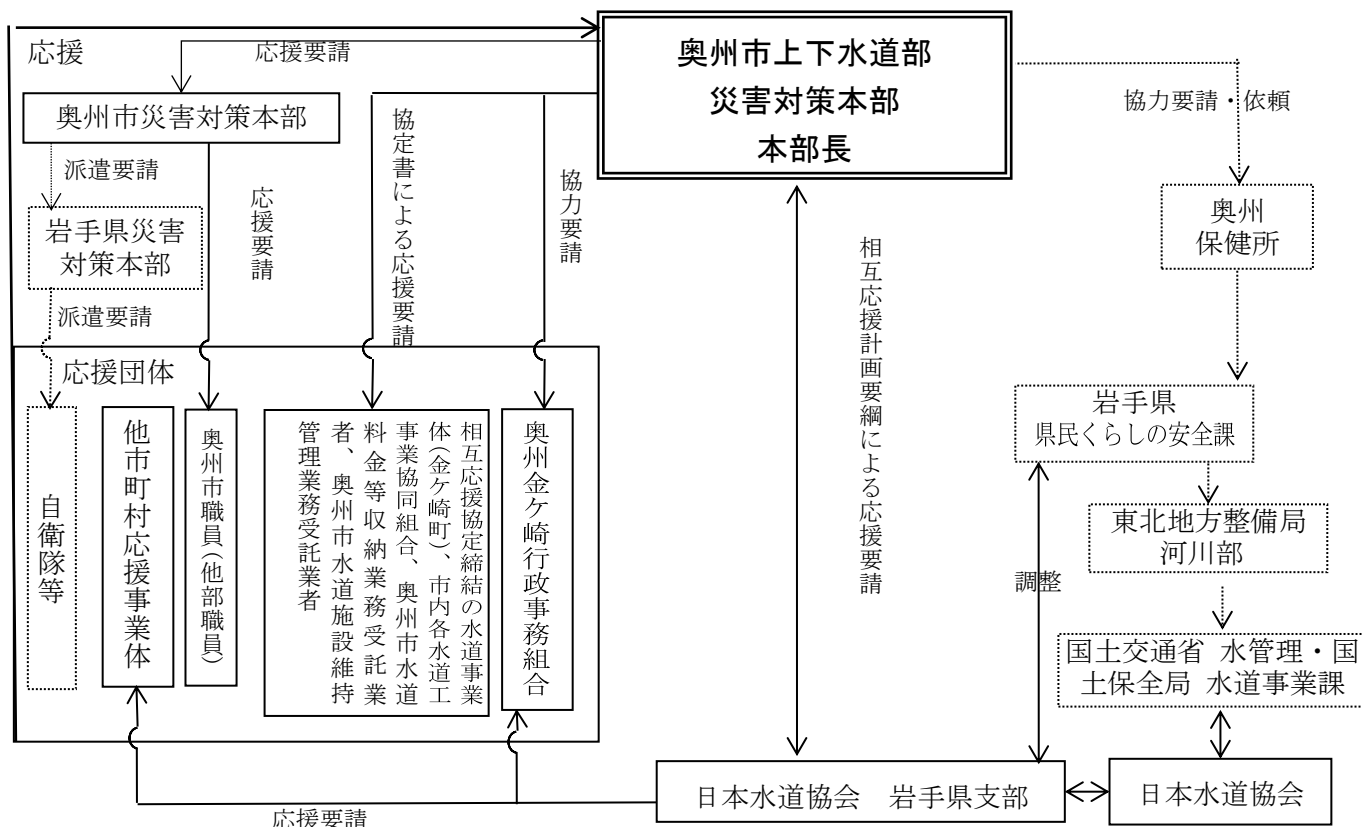 応援
応援要請
奥州市上下水道部
災害対策本部
本部長
協力要請・依頼
奥州市災害対策本部
派遣要請
応援要請
協定書による応援要請
協力要請
岩手県災害
対策本部
派遣要請
奥州
保健所
相互応援計画要綱による応援要請
応援団体
自衛隊等
他市町村応援事業体
奥州市職員(他部職員)
相互応援協定締結の水道事業
体(金ケ崎町)、市内各水道工
事業協同組合、奥州市水道
料金等収納業務受託業
者、奥州市水道施設維持
管理業務受託業者
奥州金ケ崎行政事務組合
岩手県
県民くらしの安全課
東北地方整備局
河川部
調整
国土交通省 水管理・国
土保全局 水道事業課
日本水道協会 岩手県支部
日本水道協会
応援要請